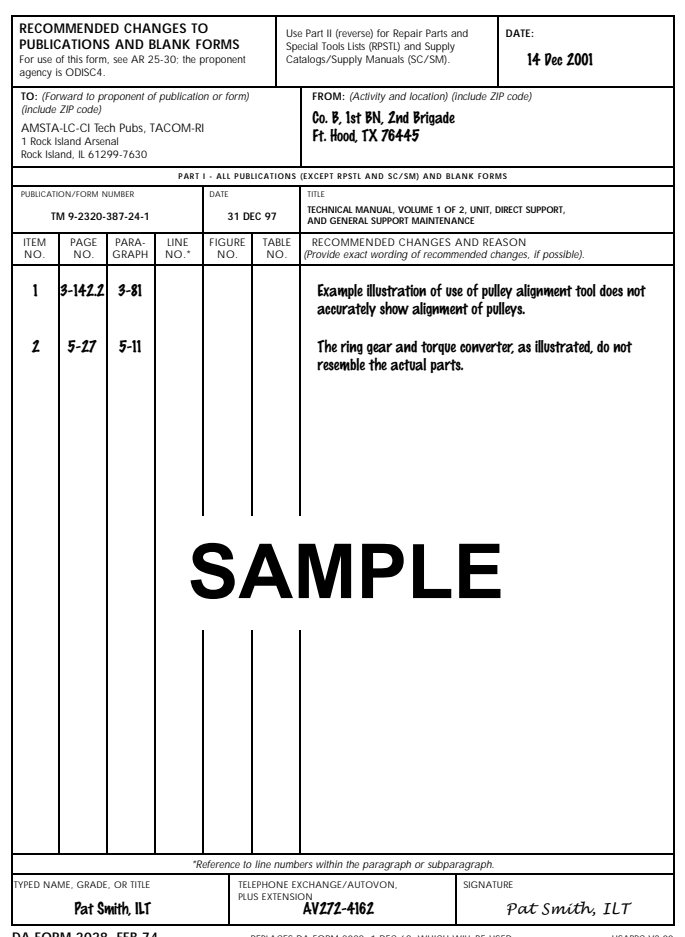 RECOMMENDED CHANGES TO
PUBLICATIONS AND BLANK FORMS
For use of this form, see AR 25-30; the proponent
agency is ODISC4.
Use Part II (reverse) for Repair Parts and
Special Tools Lists (RPSTL) and Supply
Catalogs/Supply Manuals (SC/SM).
DATE:
14 Dec 2001
TO: (Forward to proponent of publication or form)
(include ZIP code)
AMSTA-LC-CI Tech Pubs, TACOM-RI
1 Rock Island Arsenal
Rock Island, IL 61299-7630
FROM: (Activity and location) (include ZIP code)
Co. B, 1st BN, 2nd Brigade
Ft. Hood, TX 76445
PART I - ALL PUBLICATIONS (EXCEPT RPSTL AND SC/SM) AND BLANK FORMS
PUBLICATION/FORM NUMBER
TM 9-2320-387-24-1
DATE
31 DEC 97
TITLE
TECHNICAL MANUAL, VOLUME 1 OF 2, UNIT, DIRECT SUPPORT,
AND GENERAL SUPPORT MAINTENANCE
ITEM
NO.
PAGE
NO.
PARA-
GRAPH
LINE
NO.*
FIGURE
NO.
TABLE
NO.
RECOMMENDED CHANGES AND REASON
(Provide exact wording of recommended changes, if possible).
1 3-142.2 3-81 Example illustration of use of pulley alignment tool does not
accurately show alignment of pulleys.
2 5-27 5-11 The ring gear and torque converter, as illustrated, do not
resemble the actual parts.
SAMPLE
*Reference to line numbers within the paragraph or subparagraph.
TYPED NAME, GRADE, OR TITLE
Pat Smith, ILT
TELEPHONE EXCHANGE/AUTOVON,
PLUS EXTENSION
AV272-4162
SIGNATURE
Pat Smith, ILT
DA FORM 2028, FEB 74